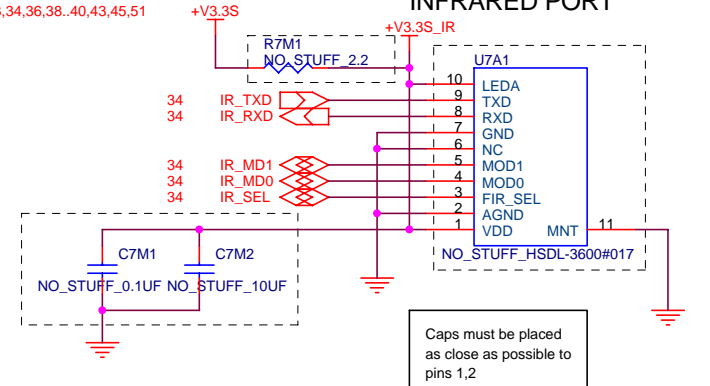 INFRARED PORT
,34,36,38..40,43,45,51
+V3.3S
+V3.3S_IR
R7M1
NO_STUFF_2.2
U7A1
10 LEDA
34 IR_TXD 9 TXD
34 IR_RXD 8 RXD
7 GND
6 NC
34 IR_MD1 5 MOD1
34 IR_MD0 4 MOD0
34 IR_SEL 3 FIR_SEL
2 AGND
1 VDD MNT 11
NO_STUFF_HSDL-3600#017
C7M1 C7M2
NO_STUFF_0.1UF NO_STUFF_10UF
Caps must be placed
as close as possible to
pins 1,2